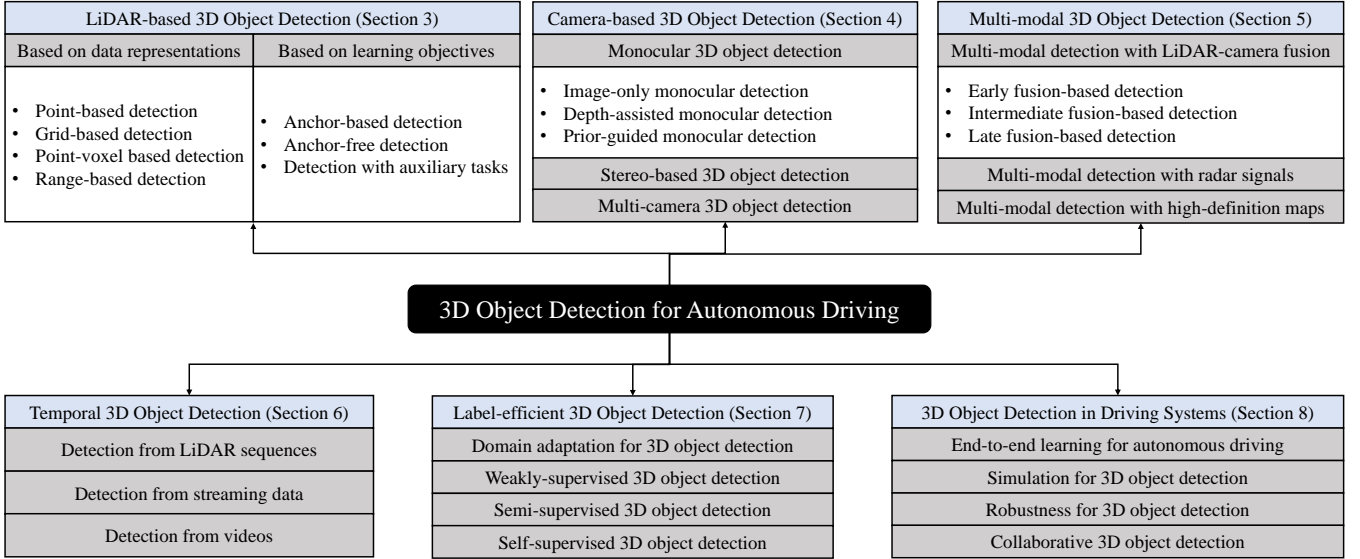 LiDAR-based 3D Object Detection (Section 3)
Based on data representations
Based on learning objectives
• Point-based detection
• Grid-based detection
• Point-voxel based detection
• Range-based detection
• Anchor-based detection
• Anchor-free detection
• Detection with auxiliary tasks
Camera-based 3D Object Detection (Section 4)
Monocular 3D object detection
• Image-only monocular detection
• Depth-assisted monocular detection
• Prior-guided monocular detection
Stereo-based 3D object detection
Multi-camera 3D object detection
Multi-modal 3D Object Detection (Section 5)
Multi-modal detection with LiDAR-camera fusion
• Early fusion-based detection
• Intermediate fusion-based detection
• Late fusion-based detection
Multi-modal detection with radar signals
Multi-modal detection with high-definition maps
3D Object Detection for Autonomous Driving
Temporal 3D Object Detection (Section 6)
Detection from LiDAR sequences
Detection from streaming data
Detection from videos
Label-efficient 3D Object Detection (Section 7)
Domain adaptation for 3D object detection
Weakly-supervised 3D object detection
Semi-supervised 3D object detection
Self-supervised 3D object detection
3D Object Detection in Driving Systems (Section 8)
End-to-end learning for autonomous driving
Simulation for 3D object detection
Robustness for 3D object detection
Collaborative 3D object detection